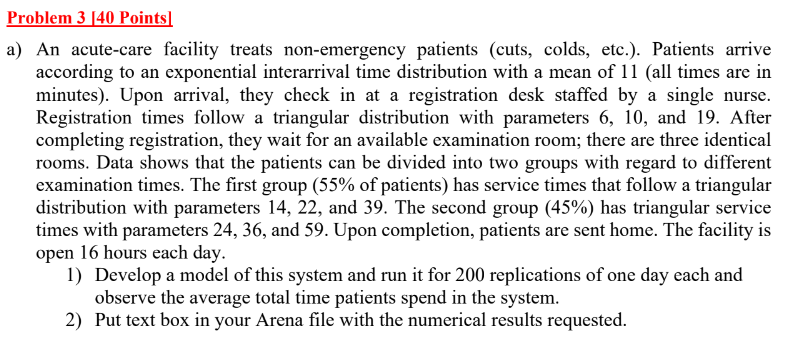 Problem 3 [40 Points]
a) An acute-care facility treats non-emergency patients (cuts, colds, etc.). Patients arrive
according to an exponential interarrival time distribution with a mean of 11 (all times are in
minutes). Upon arrival, they check in at a registration desk staffed by a single nurse.
Registration times follow a triangular distribution with parameters 6, 10, and 19. After
completing registration, they wait for an available examination room; there are three identical
rooms. Data shows that the patients can be divided into two groups with regard to different
examination times. The first group (55% of patients) has service times that follow a triangular
distribution with parameters 14, 22, and 39. The second group (45%) has triangular service
times with parameters 24, 36, and 59. Upon completion, patients are sent home. The facility is
open 16 hours each day.
1) Develop a model of this system and run it for 200 replications of one day each and
observe the average total time patients spend in the system.
2) Put text box in your Arena file with the numerical results requested.